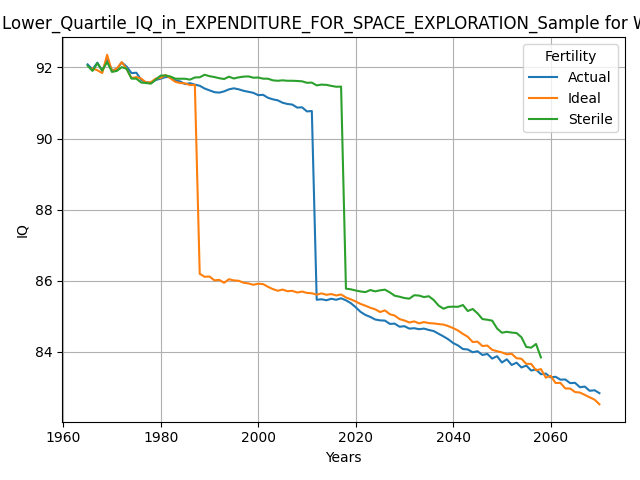 Lower_Quartile_IQ_in_EXPENDITURE_FOR_SPACE_EXPLORATION_Sample for
Fertility
Actual
Ideal
Sterile
92
90
88
86
84
IQ
1960
1980
2000
2020
2040
2060
Years